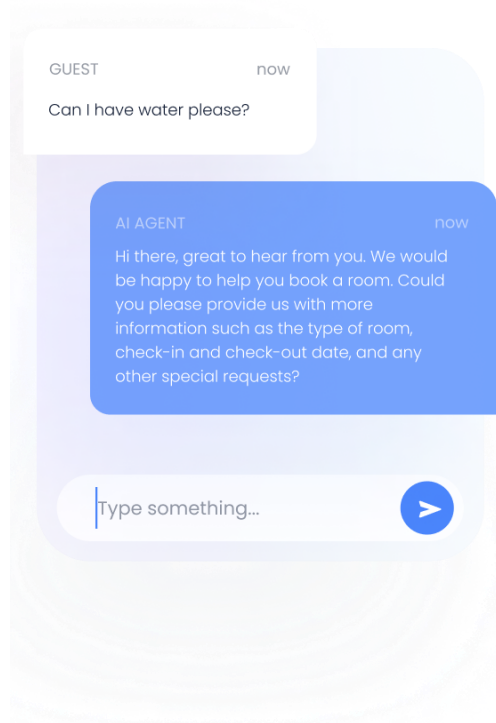 GUEST now
Can I have water please?
AI AGENT now
Hi there, great to hear from you. We would
be happy to help you book a room. Could
you please provide us with more
information such as the type of room,
check-in and check-out date, and any
other special requests?
Type something...